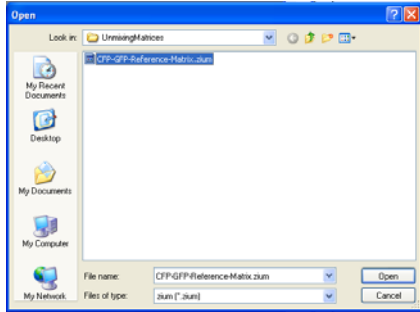 Open
Look in:
UnmixingMatrices
CFP-GFP-Reference-Matrix.zium
My Recent
Documents
Desktop
My Documents
My Computer
My Network
File name:
CFP-GFP-Reference-Matrix.zium
Open
Files of type:
zium (*.zium)
Cancel